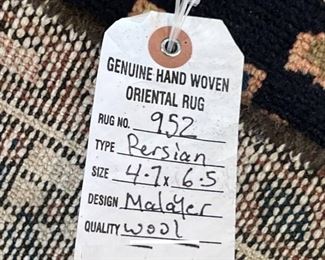 GENUINE HAND WOVEN
ORIENTAL RUG
RUG NO. 952
TYPE Persian
SIZE 4.7 x 6.5
DESIGN Malayer
QUALITY wool